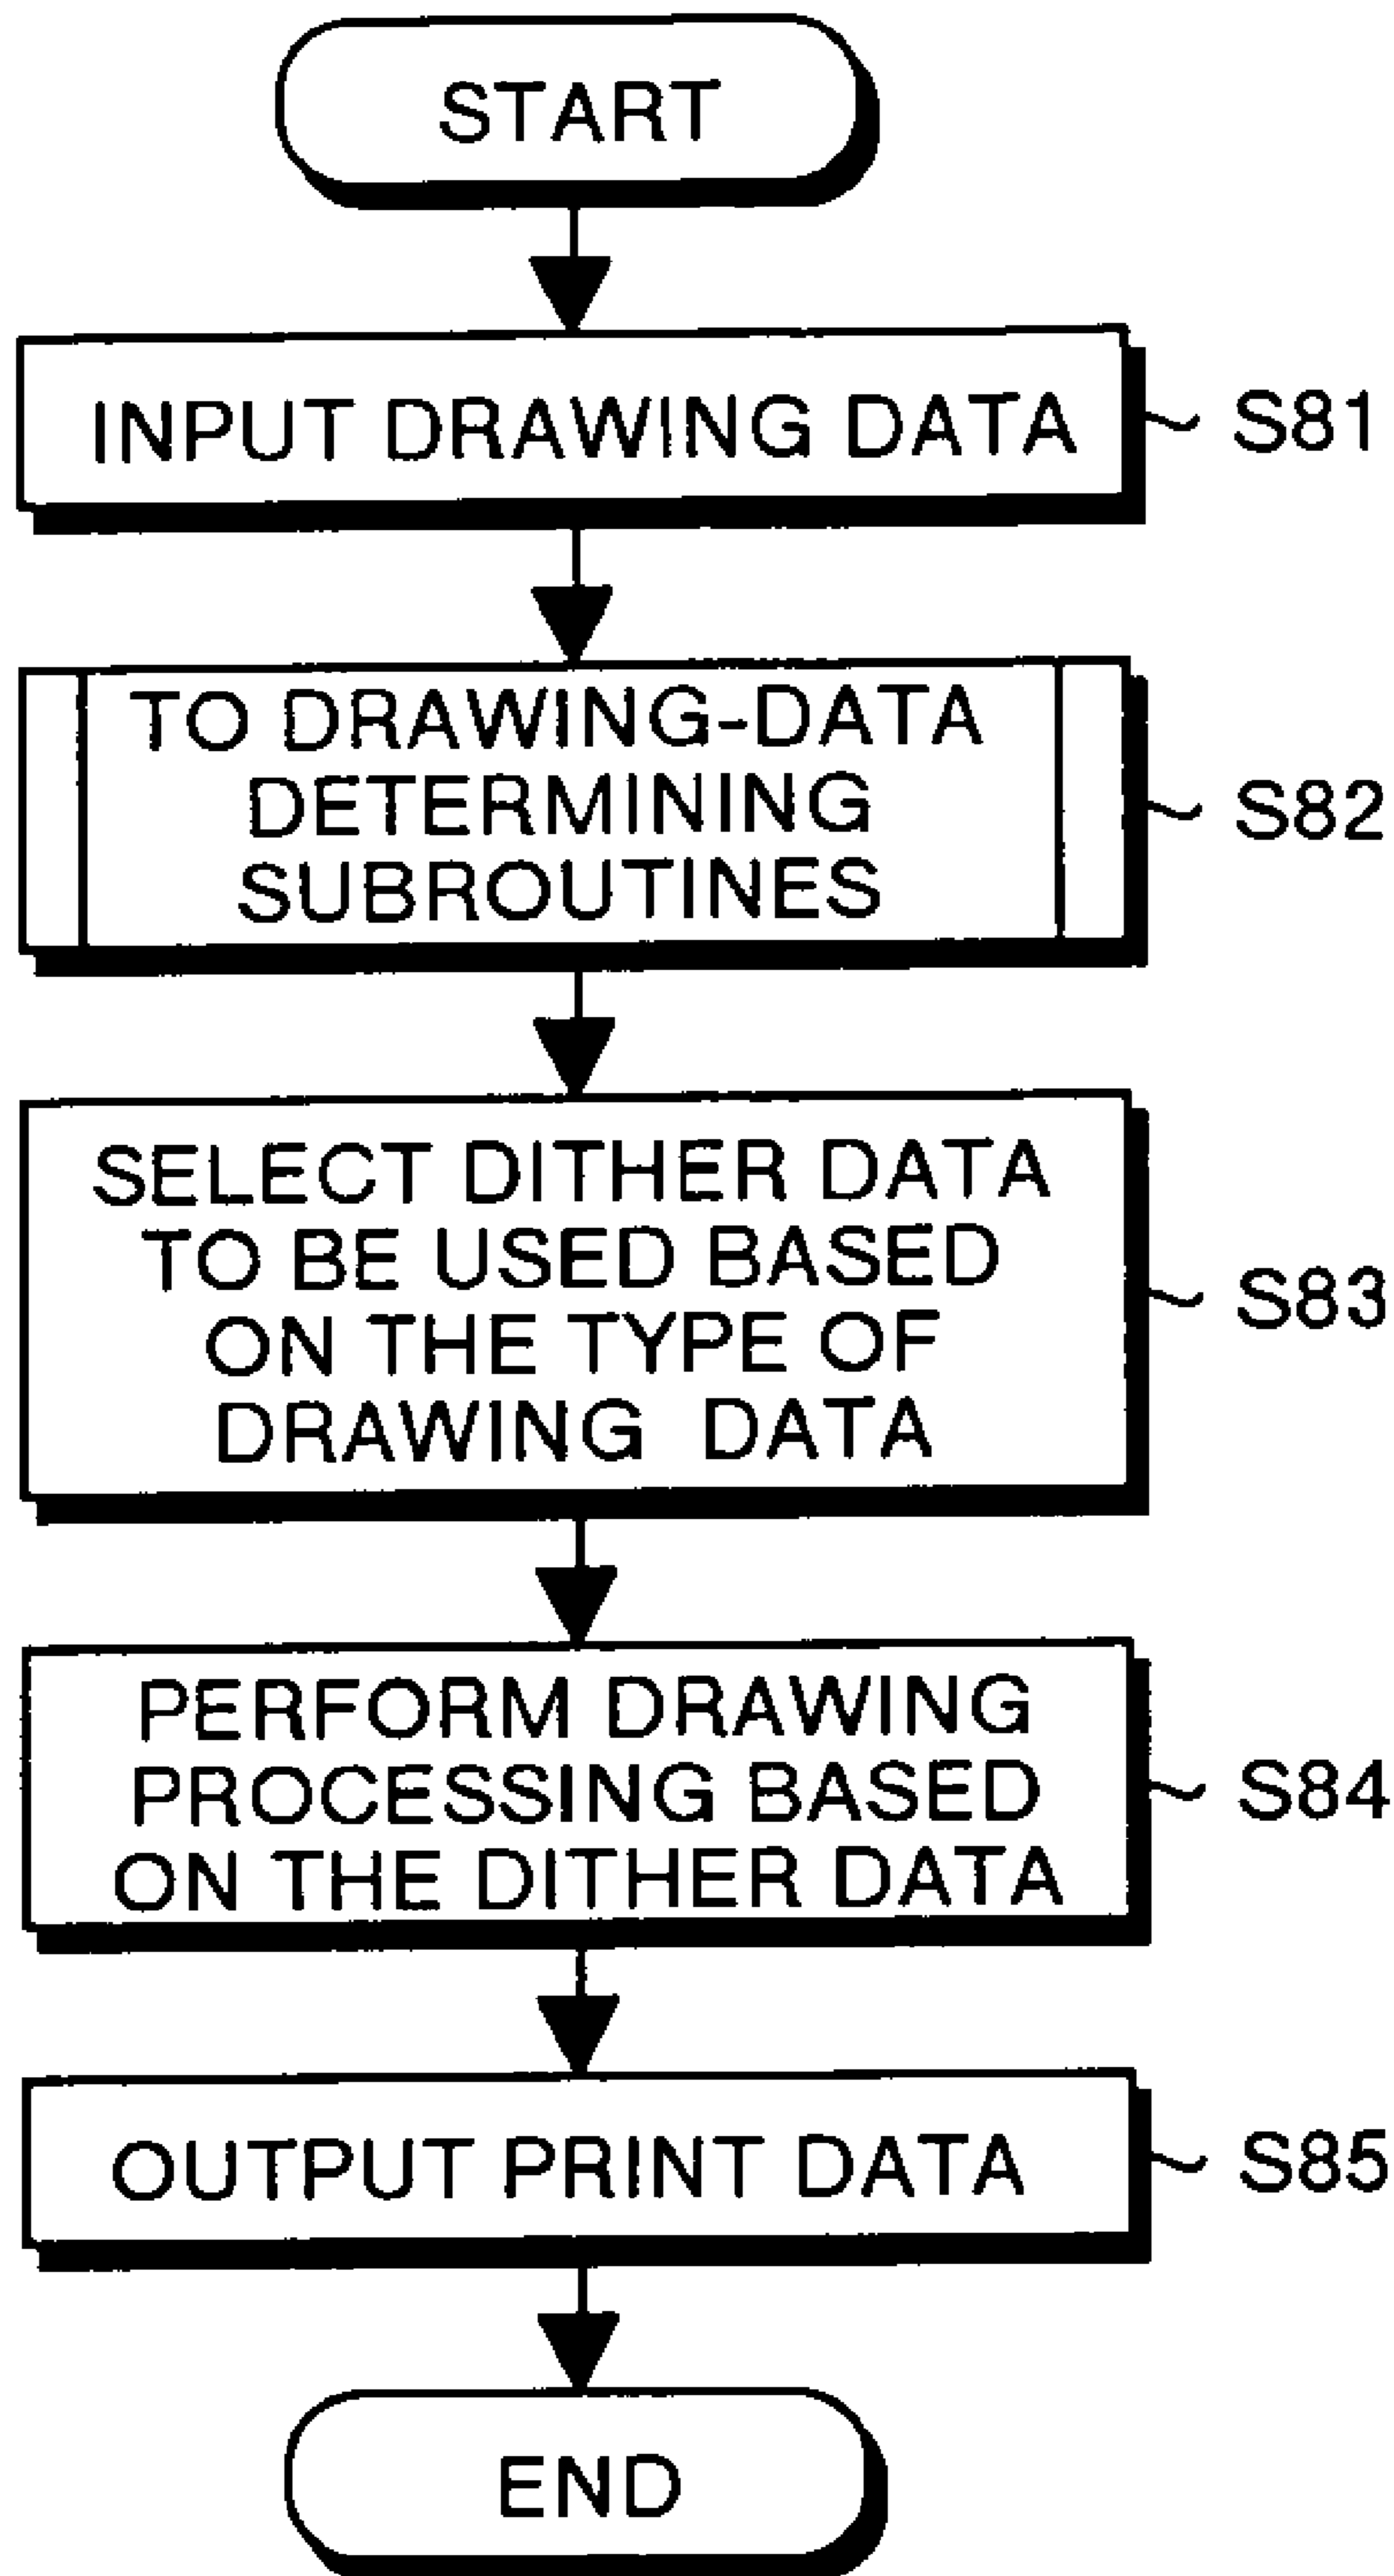 START
INPUT DRAWING DATA
S81
TO DRAWING-DATA
DETERMINING
SUBROUTINES
S82
SELECT DITHER DATA
TO BE USED BASED
ON THE TYPE OF
DRAWING DATA
S83
PERFORM DRAWING
PROCESSING BASED
ON THE DITHER DATA
S84
OUTPUT PRINT DATA
S85
END